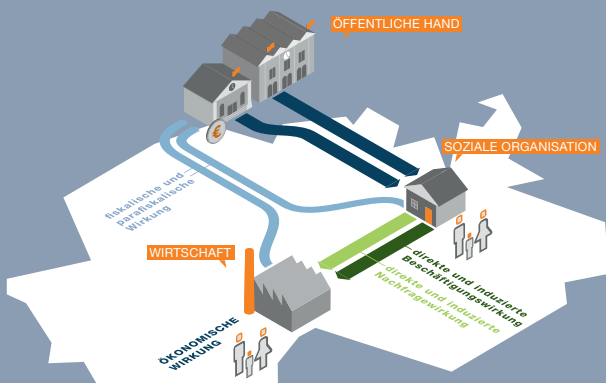 ÖFFENTLICHE HAND
SOZIALE ORGANISATION
€
fiskalische und
parafiskalische
Wirkung
WIRTSCHAFT
direkte und induzierte
Beschäftigungswirkung
direkte und induzierte
Nachfragewirkung
ÖKONOMISCHE
WIRKUNG